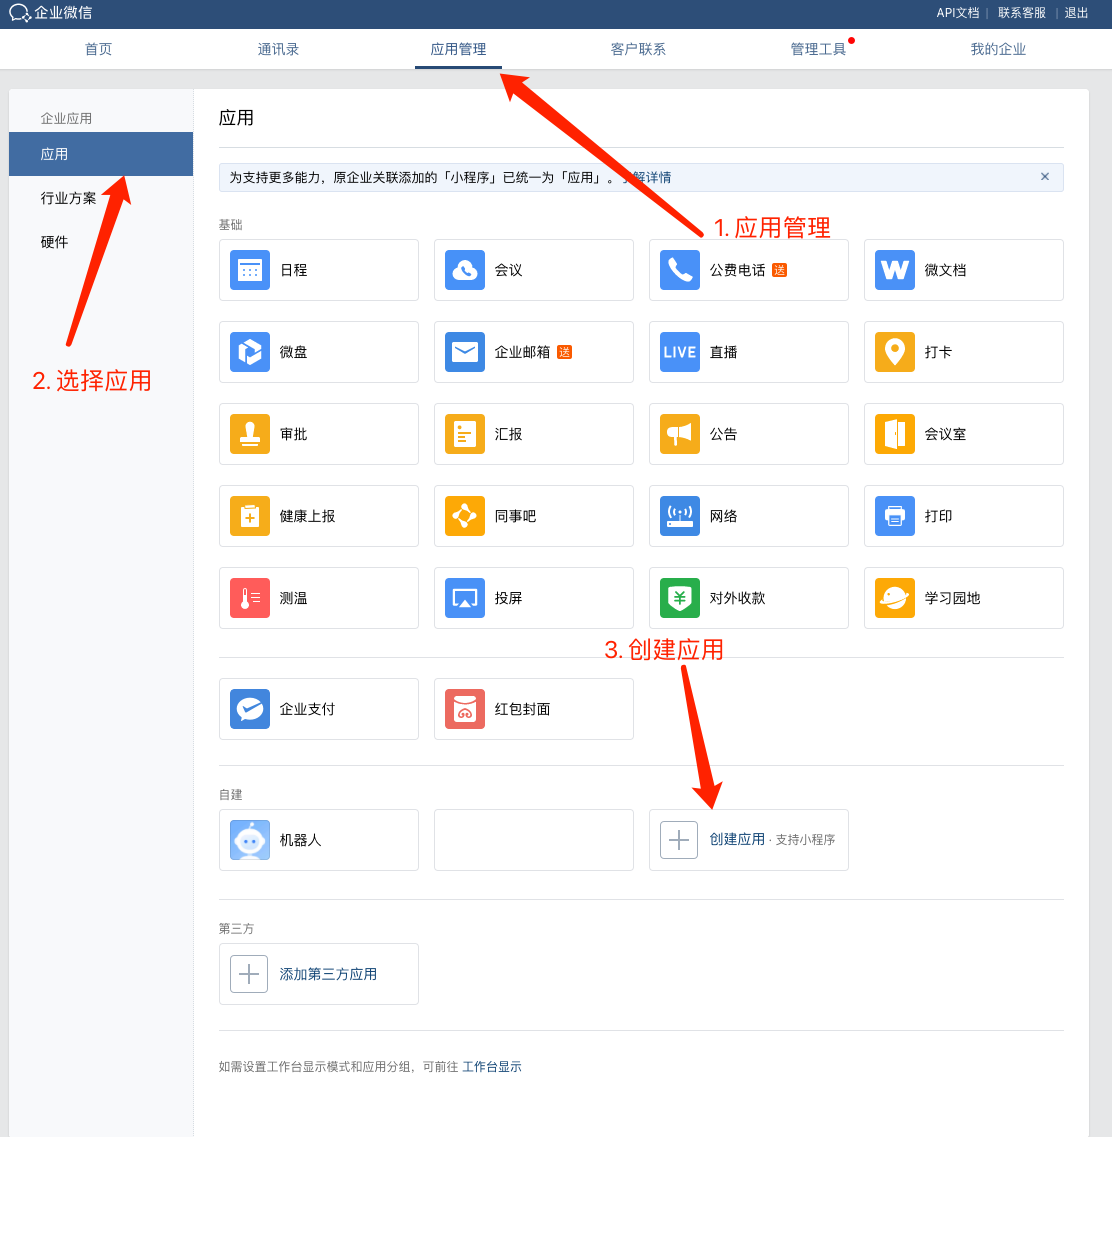 企业微信
API文档 | 联系客服 | 退出
首页 通讯录 应用管理 客户联系 管理工具 我的企业
企业应用
应用
行业方案
硬件
2. 选择应用
应用
为支持更多能力，原企业关联添加的「小程序」已统一为「应用」。了解详情 ×
1. 应用管理
基础
日程 会议 公费电话 送 微文档
微盘 企业邮箱 送 LIVE 直播 打卡
审批 汇报 公告 会议室
健康上报 同事吧 网络 打印
测温 投屏 对外收款 学习园地
3. 创建应用
企业支付 红包封面
自建
机器人 创建应用 · 支持小程序
第三方
添加第三方应用
如需设置工作台显示模式和应用分组，可前往 工作台显示